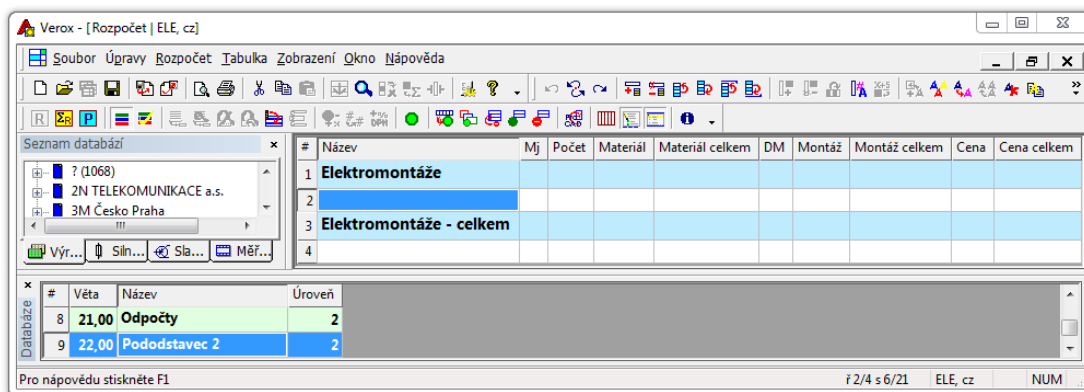 Verox - [Rozpočet | ELE, cz]
Soubor Úpravy Rozpočet Tabulka Zobrazení Okno Nápověda
Seznam databází
? (1068)
2N TELEKOMUNIKACE a.s.
3M Česko Praha
Výr... Siln... Sla... Měř...
# Název Mj Počet Materiál Materiál celkem DM Montáž Montáž celkem Cena Cena celkem
1 Elektromontáže
2
3 Elektromontáže - celkem
4
Databáze
# Věta Název Úroveň
8 21,00 Odpočty 2
9 22,00 Pododstavec 2 2
Pro nápovědu stiskněte F1 ř 2/4 s 6/21 ELE, cz NUM